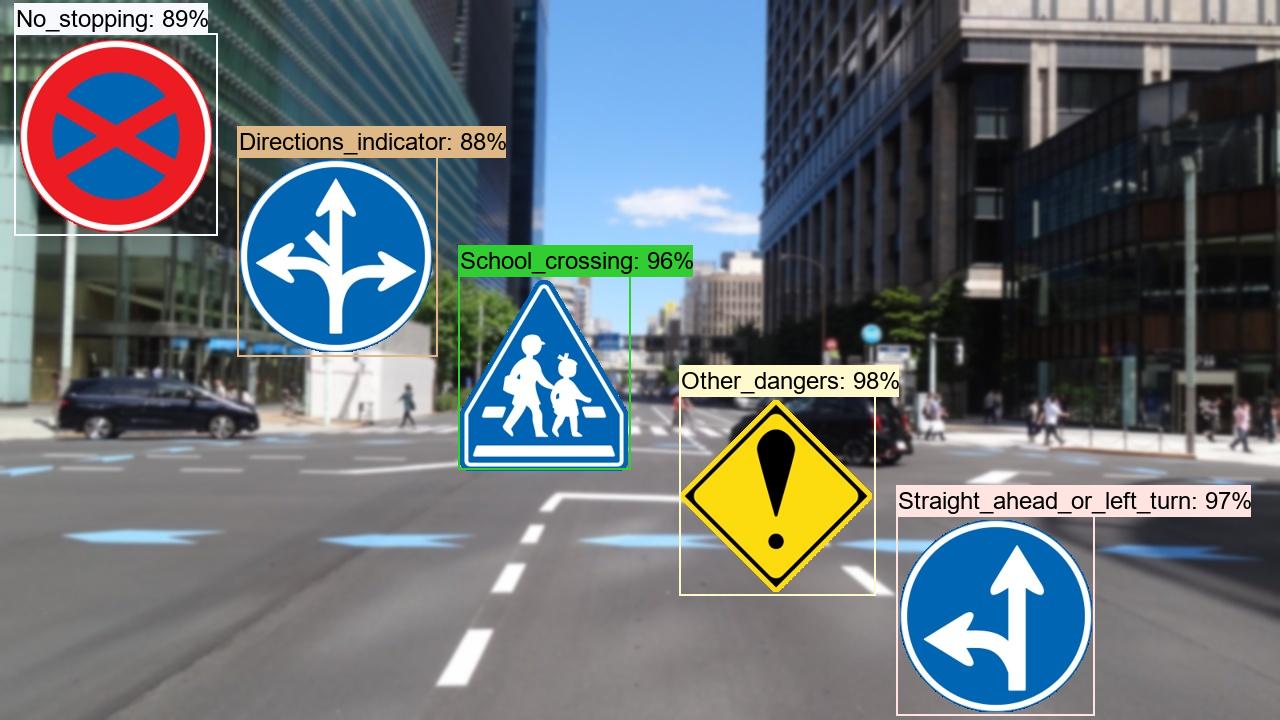 No_stopping: 89%
Directions_indicator: 88%
School_crossing: 96%
Other_dangers: 98%
Straight_ahead_or_left_turn: 97%